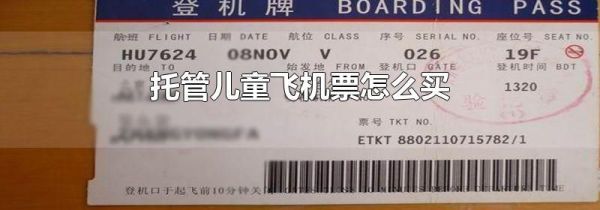 登机牌 BOARDING PASS
航班 FLIGHT 日期 DATE 舱位 CLASS 序号 SERIAL NO. 座位号 SEAT NO.
HU7624 08NOV V 026 19F
目的地 TO 始发地 FROM 登机口 GATE 登机时间 BDT
托管儿童飞机票怎么买
1320
票号 TKT NO.
ETKT 8802110715782/1
登机口于起飞前10分钟关闭